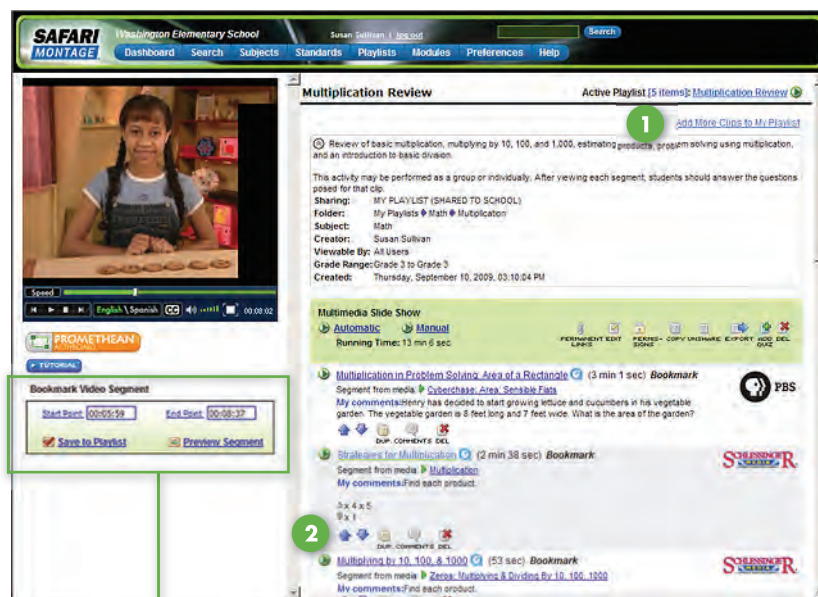 SAFARI
MONTAGE
Washington Elementary School
Susan Sullivan | log out
Search
Dashboard Search Subjects Standards Playlists Modules Preferences Help
Multiplication Review
Active Playlist [5 items]: Multiplication Review
1
Add More Clips to My Playlist
Review of basic multiplication, multiplying by 10, 100, and 1,000, estimating products, problem solving using multiplication,
and an introduction to basic division.
This activity may be performed as a group or individually. After viewing each segment, students should answer the questions
posed for that clip.
Sharing: MY PLAYLIST (SHARED TO SCHOOL)
Folder: My Playlists Math Multiplication
Subject: Math
Creator: Susan Sullivan
Viewable By: All Users
Grade Range: Grade 3 to Grade 3
Created: Thursday, September 10, 2009, 03:10:04 PM
Speed
English \ Spanish CC 00:08:02
PROMETHEAN
ACTIVBOARD
TUTORIAL
Bookmark Video Segment
Start Point: 00:05:59 End Point: 00:08:37
Save to Playlist Preview Segment
Multimedia Slide Show
Automatic Manual
Running Time: 13 min 6 sec
PERMANENT LINKS EDIT PERMIS-SIONS COPY UNSHARE EXPORT ADD QUIZ DEL
Multiplication in Problem Solving: Area of a Rectangle (3 min 1 sec) Bookmark
PBS
Segment from media: Cyberchase: Area: Sensible Flats
My comments:Henry has decided to start growing lettuce and cucumbers in his vegetable
garden. The vegetable garden is 8 feet long and 7 feet wide. What is the area of the garden?
DUP. COMMENTS DEL
Strategies for Multiplication (2 min 38 sec) Bookmark
SCHLESSINGER
MEDIA
Segment from media: Multiplication
My comments:Find each product.
3 x 4 x 5
9 x 1
2
DUP. COMMENTS DEL
Multiplying by 10, 100, & 1000 (53 sec) Bookmark
SCHLESSINGER
MEDIA
Segment from media: Zeros: Multiplying & Dividing By 10, 100, 1000
My comments:Find each product.